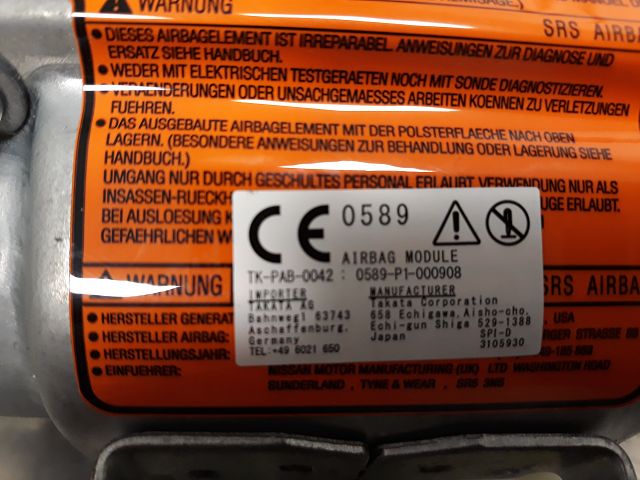 WARNUNG
SRS AIRBA
• DIESES AIRBAGELEMENT IST IRREPARABEL. ANWEISUNGEN ZUR DIAGNOSE UND
ERSATZ SIEHE HANDBUCH.
• WEDER MIT ELEKTRISCHEN TESTGERAETEN NOCH MIT SONDE DIAGNOSTIZIEREN.
• VERAENDERUNGEN ODER UNSACHGEMAESSES ARBEITEN KOENNEN ZU VERLETZUNGEN
FUEHREN.
• DAS AUSGEBAUTE AIRBAGELEMENT MIT DER POLSTERFLAECHE NACH OBEN
LAGERN. (BESONDERE ANWEISUNGEN ZUR BEHANDLUNG ODER LAGERUNG SIEHE
HANDBUCH.)
UMGANG NUR DURCH GESCHULTES PERSONAL ERLAUBT. VERWENDUNG NUR ALS
INSASSEN-RUECKH
ERLAUBT.
BEI AUSLOESUNG
GEFAEHRLICHEN
CE 0589
AIRBAG MODULE
TK-PAB-0042 : 0589-P1-000908
IMPORTER
TAKATA AG
Bahnweg1 63743
Aschaffenburg.
Germany
TEL:+49 6021 650
MANUFACTURER
Takata Corporation
658 Echigawa,Aisho-cho.
Echi-gun Shiga 529-1388
Japan
SPI-D
3105930
WARNUNG
SRS AIRBA
• HERSTELLER GENERAT
, USA
• HERSTELLER AIRBAG:
• HERSTELLUNGSJAHR:
• EINFUEHRER:
NISSAN MOTOR MANUFACTURING (UK) LTD WASHINGTON ROAD
SUNDERLAND , TYNE & WEAR , SR5 3NS